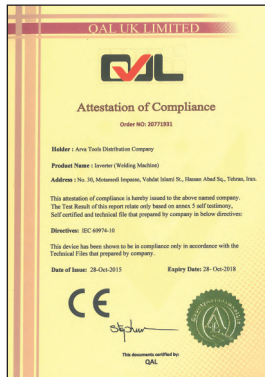 QAL UK LIMITED
QAL
Attestation of Compliance
Order NO: 20771931
Holder : Arva Tools Distribution Company
Product Name : Inverter (Welding Machine)
Address : No. 30, Motamedi Impasse, Vahdat Islami St., Hassan Abad Sq., Tehran, Iran.
This attestation of compliance is hereby issued to the above named company.
The Test Result of this report relate only based on annex 5 self testimony,
Self certified and technical file that prepared by company in below directives:
Directives: IEC 60974-10
This device has been shown to be in compliance only in accordance with the
Technical Files that prepared by company.
Date of Issue: 28-Oct-2015 Expiry Date: 28- Oct-2018
CE
This documents certified by:
QAL